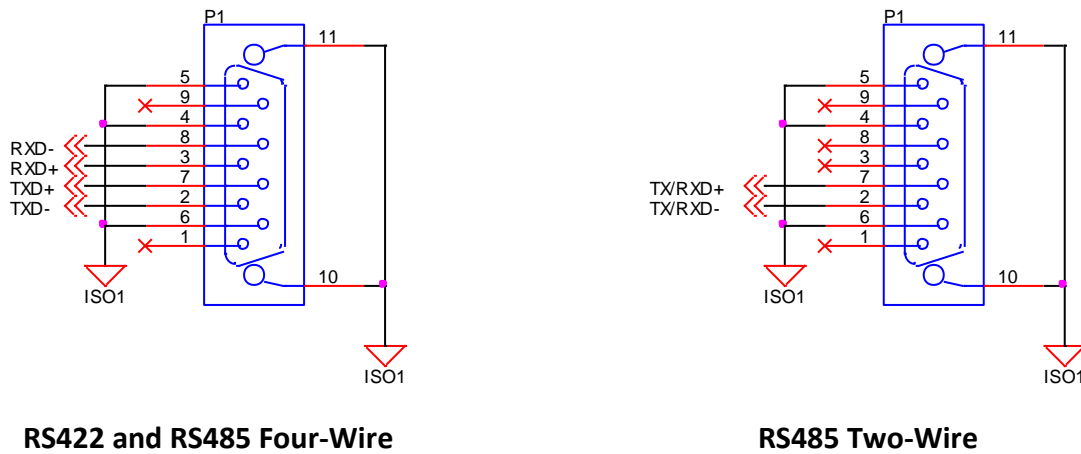 P1
11
5
9
4
RXD- 8
RXD+ 3
TXD+ 7
TXD- 2
6
1
ISO1
10
ISO1
RS422 and RS485 Four-Wire
P1
11
5
9
4
8
3
TX/RXD+ 7
TX/RXD- 2
6
1
ISO1
10
ISO1
RS485 Two-Wire